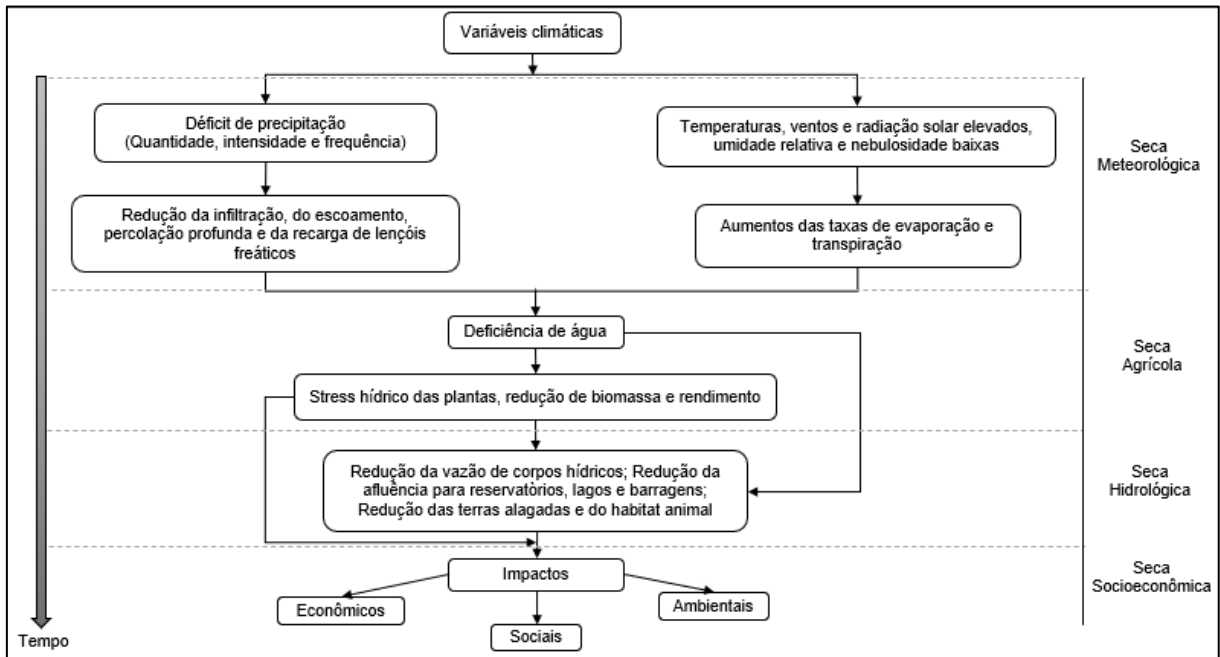 Variáveis climáticas
Déficit de precipitação
(Quantidade, intensidade e frequência)
Temperaturas, ventos e radiação solar elevados,
umidade relativa e nebulosidade baixas
Seca
Meteorológica
Redução da infiltração, do escoamento,
percolação profunda e da recarga de lençóis
freáticos
Aumentos das taxas de evaporação e
transpiração
Deficiência de água
Seca
Agrícola
Stress hídrico das plantas, redução de biomassa e rendimento
Redução da vazão de corpos hídricos; Redução da
afluência para reservatòrios, lagos e barragens;
Redução das terras alagadas e do habitat animal
Seca
Hidrológica
Impactos
Seca
Socioeconômica
Econômicos
Ambientais
Sociais
Tempo